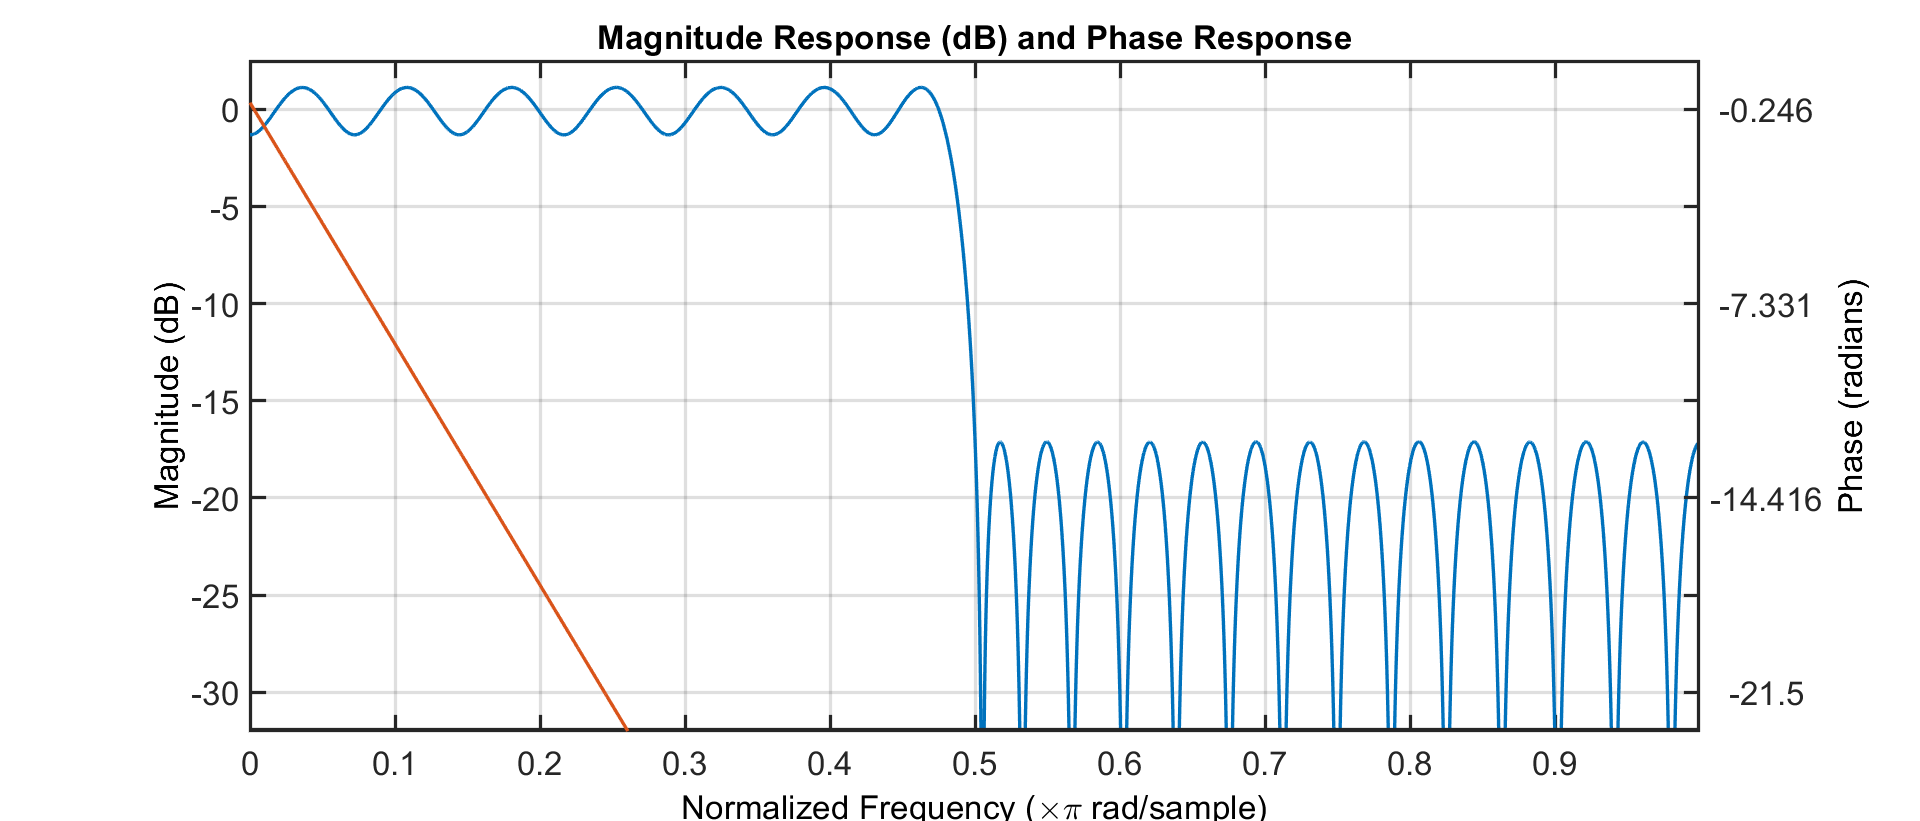 Magnitude Response (dB) and Phase Response
Magnitude (dB)
0
-5
-10
-15
-20
-25
-30
-0.246
-7.331
-14.416
-21.5
Phase (radians)
0 0.1 0.2 0.3 0.4 0.5 0.6 0.7 0.8 0.9
Normalized Frequency (×π rad/sample)